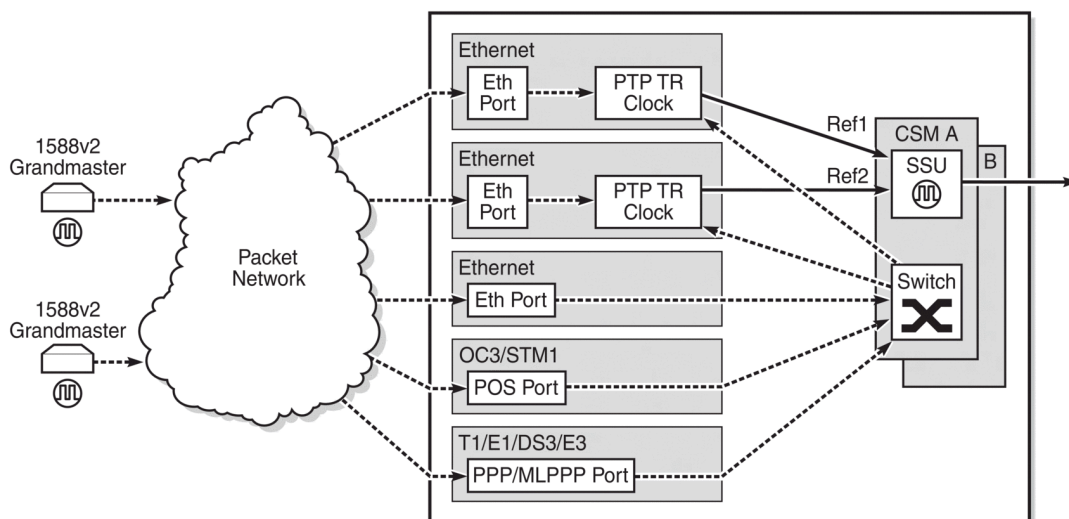 1588v2
Grandmaster
1588v2
Grandmaster
Packet
Network
Ethernet
Eth
Port
PTP TR
Clock
Ethernet
Eth
Port
PTP TR
Clock
Ethernet
Eth Port
OC3/STM1
POS Port
T1/E1/DS3/E3
PPP/MLPPP Port
Ref1
Ref2
CSM A
B
SSU
Switch